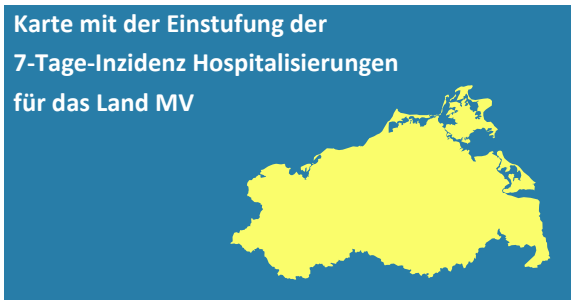 Karte mit der Einstufung der
7-Tage-Inzidenz Hospitalisierungen
für das Land MV